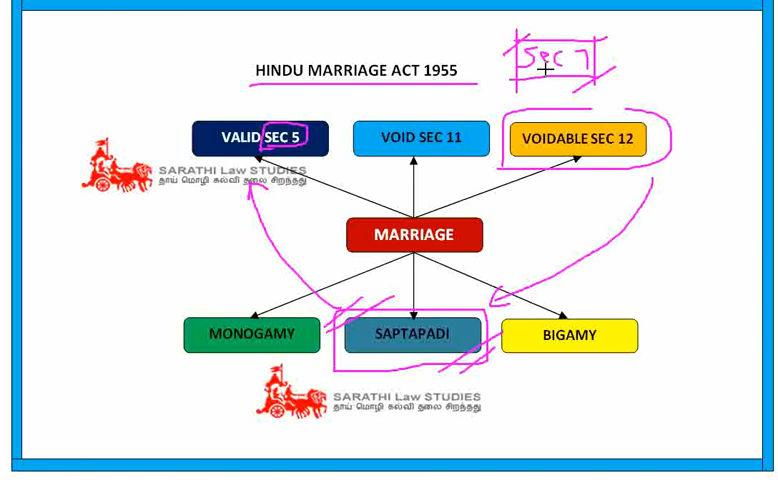 Sec 7
HINDU MARRIAGE ACT 1955
VALID SEC 5
VOID SEC 11
VOIDABLE SEC 12
SARATHI Law STUDIES
தாய் மொழி கல்வி தலை சிறந்தது
MARRIAGE
MONOGAMY
SAPTAPADI
BIGAMY
SARATHI Law STUDIES
தாய் மொழி கல்வி தலை சிறந்தது